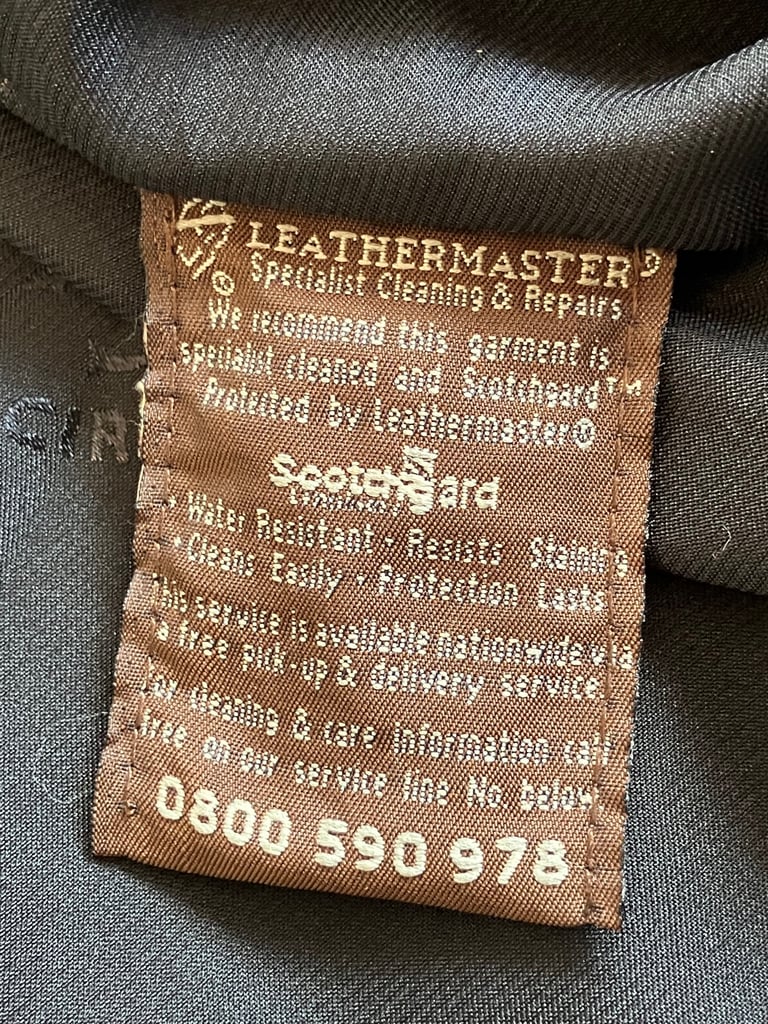 LEATHERMASTER®
Specialist Cleaning & Repairs
We recommend this garment is
specialist cleaned and Scotchgard™
Protected by Leathermaster®
Scotchgard
• Water Resistant • Resists Staining
• Cleans Easily • Protection Lasts
This service is available nationwide via
a free pick-up & delivery service
For cleaning & care information call
free on our service line No. below
0800 590 978